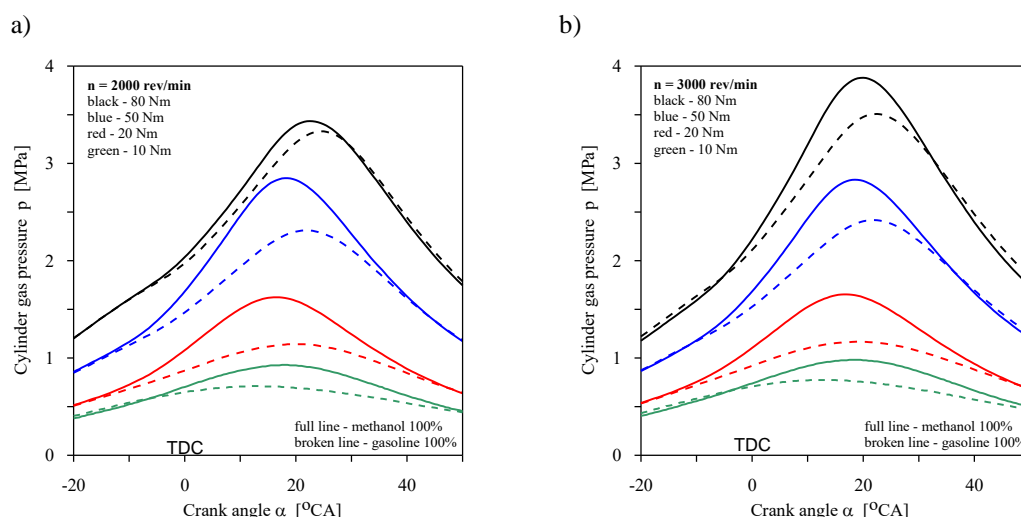 a)
4
n = 2000 rev/min
black - 80 Nm
blue - 50 Nm
red - 20 Nm
green - 10 Nm
3
2
1
0
Cylinder gas pressure p [MPa]
full line - methanol 100%
broken line - gasoline 100%
TDC
-20 0 20 40
Crank angle α [OCA]
b)
4
n = 3000 rev/min
black - 80 Nm
blue - 50 Nm
red - 20 Nm
green - 10 Nm
3
2
1
0
Cylinder gas pressure p [MPa]
full line - methanol 100%
broken line - gasoline 100%
TDC
-20 0 20 40
Crank angle α [OCA]